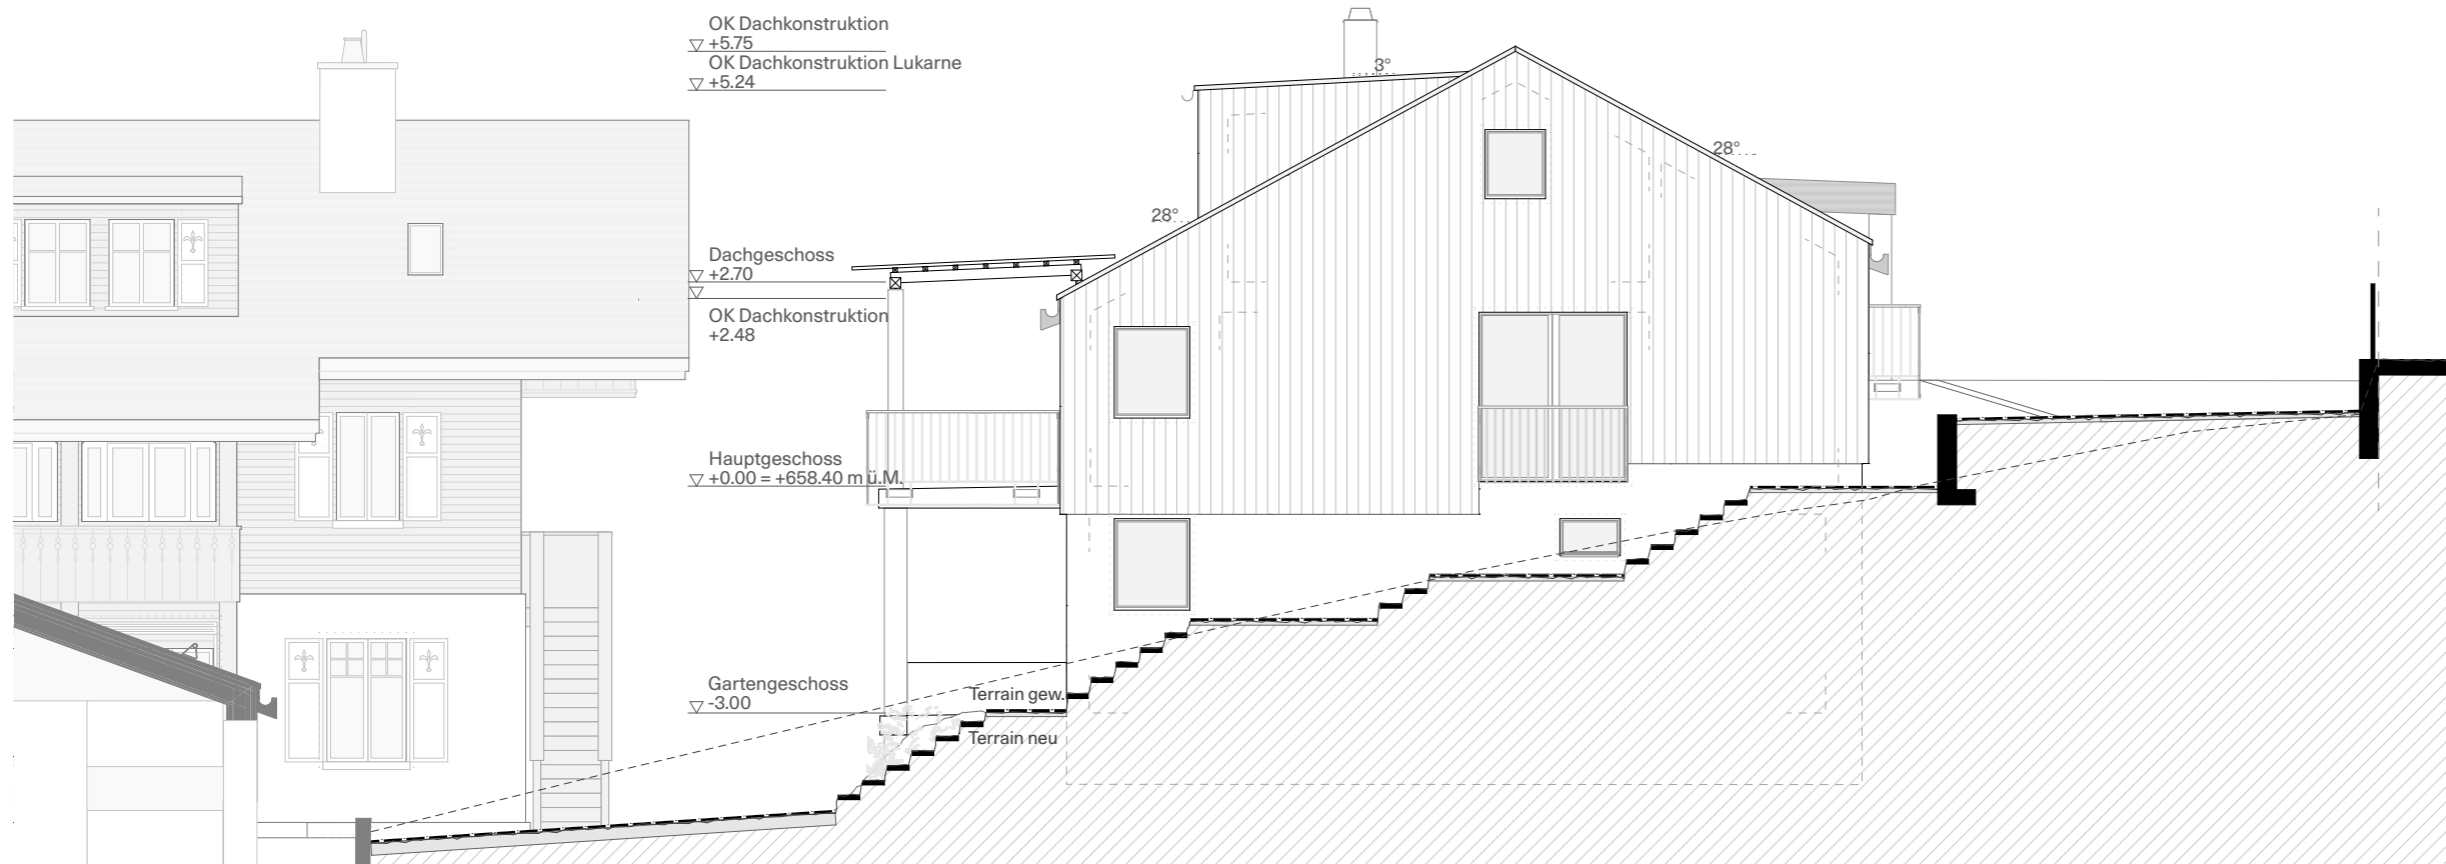 OK Dachkonstruktion
+5.75
OK Dachkonstruktion Lukarne
+5.24
3°
28°
28°
Dachgeschoss
+2.70
OK Dachkonstruktion
+2.48
Hauptgeschoss
+0.00 = +658.40 m ü.M.
Gartengeschoss
-3.00
Terrain gew.
Terrain neu